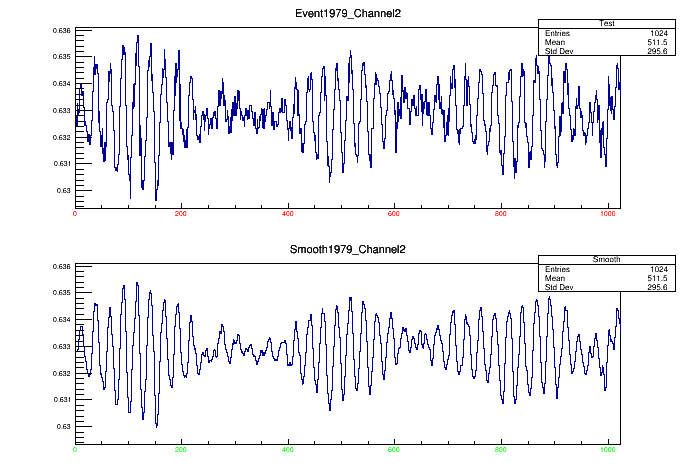 Event1979_Channel2
Test
Entries 1024
Mean 511.5
Std Dev 295.6
0.636
0.635
0.634
0.633
0.632
0.631
0.63
0 200 400 600 800 1000
Smooth1979_Channel2
Smooth
Entries 1024
Mean 511.5
Std Dev 295.6
0.636
0.635
0.634
0.633
0.632
0.631
0.63
0 200 400 600 800 1000